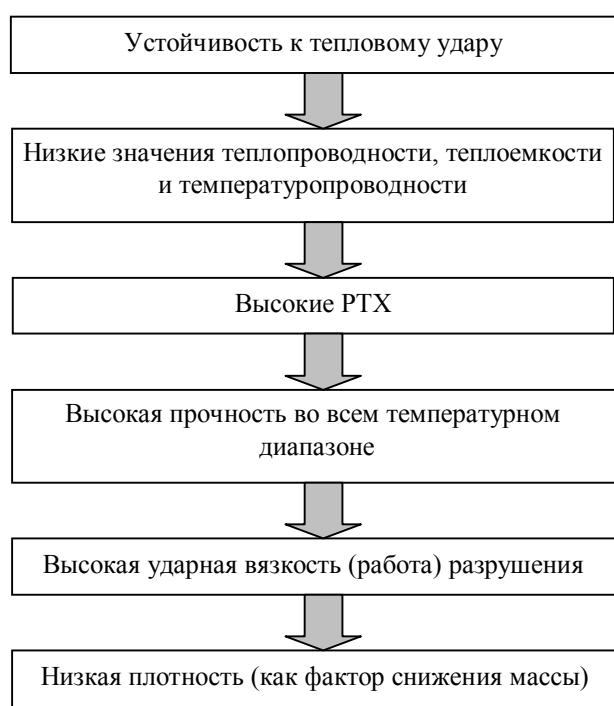 Устойчивость к тепловому удару
Низкие значения теплопроводности, теплоемкости
и температуропроводности
Высокие РТХ
Высокая прочность во всем температурном
диапазоне
Высокая ударная вязкость (работа) разрушения
Низкая плотность (как фактор снижения массы)